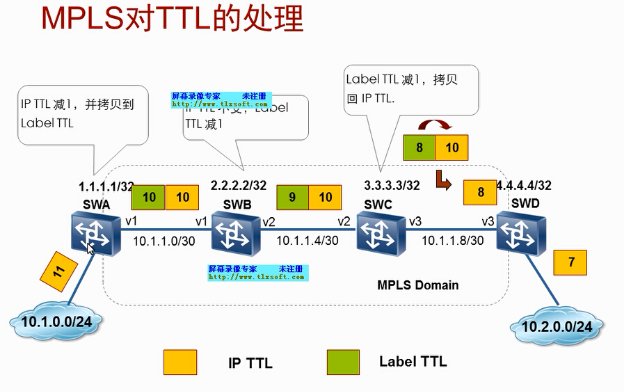 MPLS对TTL的处理
IP TTL 减1，并拷贝到
Label TTL
屏幕录像专家 未注册
http://www.tlxsoft.com
IP TTL 不变，Label
TTL 减1
Label TTL 减1，拷贝
回 IP TTL.
8 10
1.1.1.1/32
SWA
10 10
2.2.2.2/32
SWB
9 10
3.3.3.3/32
SWC
8
4.4.4.4/32
SWD
v1
v1
v2
v2
v3
v3
10.1.1.0/30
10.1.1.4/30
10.1.1.8/30
11
屏幕录像专家 未注册
http://www.tlxsoft.com
7
MPLS Domain
10.1.0.0/24
10.2.0.0/24
IP TTL
Label TTL